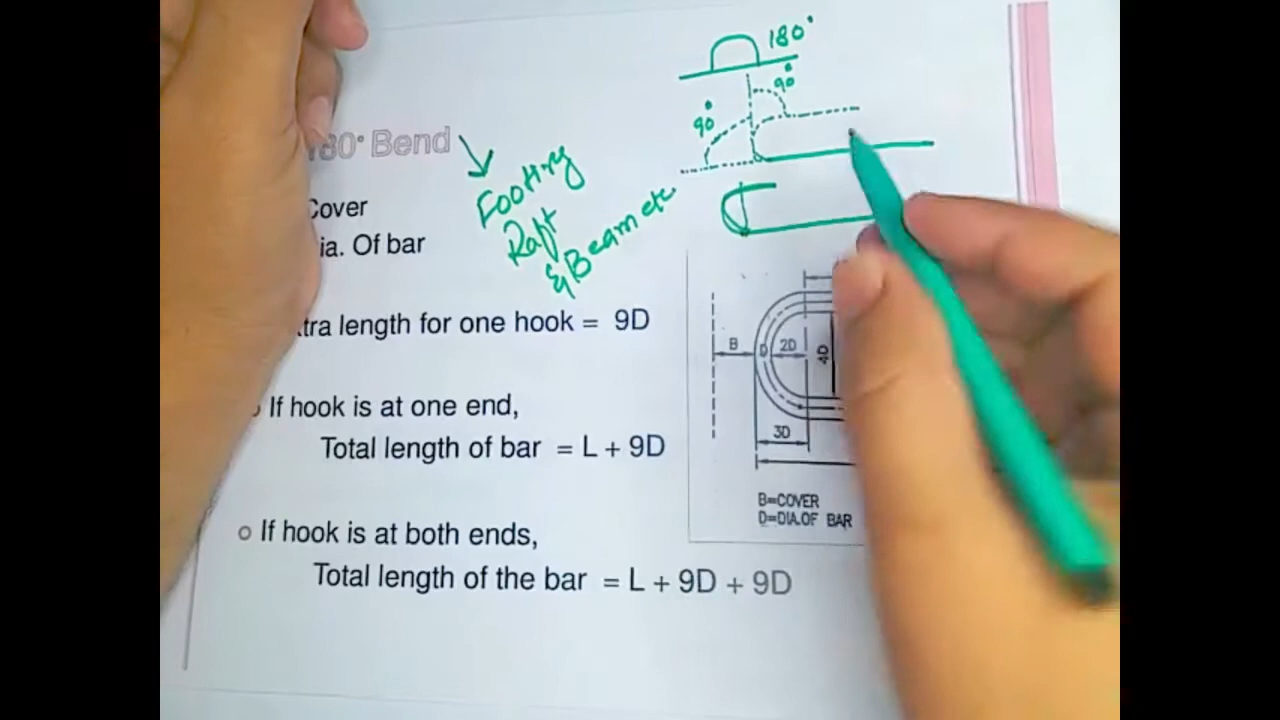 180°
90°
90°
180° Bend
Footing
Raft
& Beam etc
Cover
ia. Of bar
tra length for one hook = 9D
If hook is at one end,
Total length of bar = L + 9D
If hook is at both ends,
Total length of the bar = L + 9D + 9D
B
D
2D
4D
3D
B=COVER
D=DIA.OF BAR